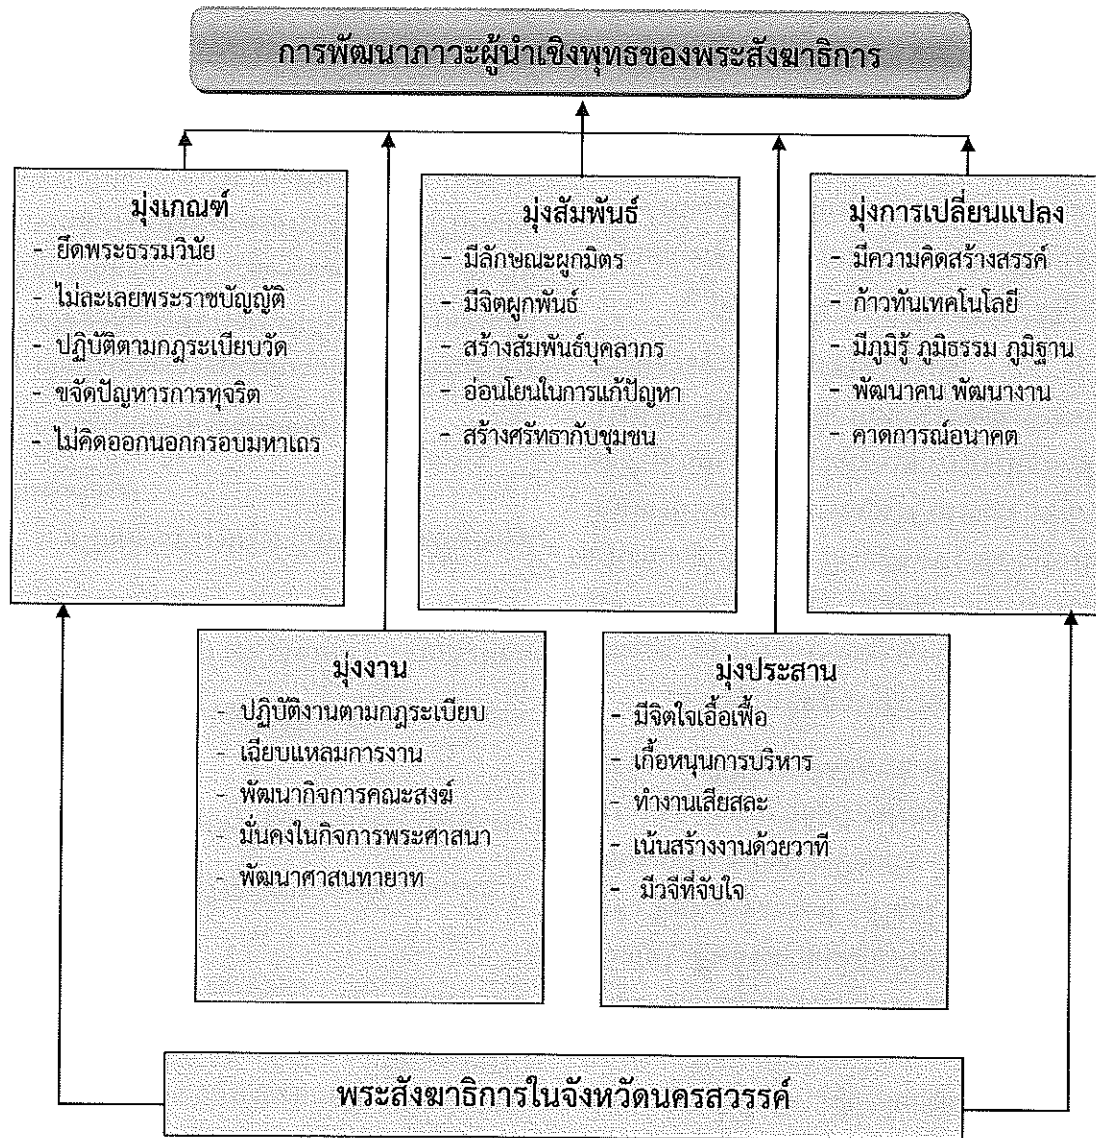 การพัฒนาภาวะผู้นำเชิงพุทธของพระสังฆาธิการ
มุ่งเกณฑ์
- ยึดพระธรรมวินัย
- ไม่ละเลยพระราชบัญญัติ
- ปฏิบัติตามกฎระเบียบวัด
- ขจัดปัญหารการทุจริต
- ไม่คิดออกนอกกรอบมหาเถร
มุ่งสัมพันธ์
- มีลักษณะผูกมิตร
- มีจิตผูกพันธ์
- สร้างสัมพันธ์บุคลากร
- อ่อนโยนในการแก้ปัญหา
- สร้างศรัทธากับชุมชน
มุ่งการเปลี่ยนแปลง
- มีความคิดสร้างสรรค์
- ก้าวทันเทคโนโลยี
- มีภูมิรู้ ภูมิธรรม ภูมิฐาน
- พัฒนาคน พัฒนางาน
- คาดการณ์อนาคต
มุ่งงาน
- ปฏิบัติงานตามกฎระเบียบ
- เฉียบแหลมการงาน
- พัฒนากิจการคณะสงฆ์
- มั่นคงในกิจการพระศาสนา
- พัฒนาศาสนทายาท
มุ่งประสาน
- มีจิตใจเอื้อเฟื้อ
- เกื้อหนุนการบริหาร
- ทำงานเสียสละ
- เน้นสร้างงานด้วยวาที
- มีวจีที่จับใจ
พระสังฆาธิการในจังหวัดนครสวรรค์